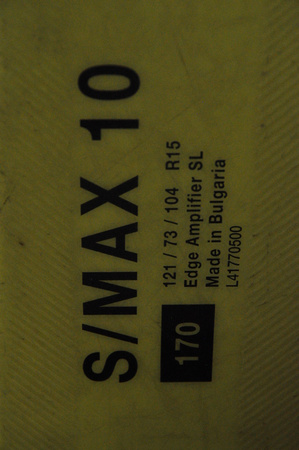 S/MAX 10
170
121 / 73 / 104 R15
Edge Amplifier SL
Made in Bulgaria
L41770500